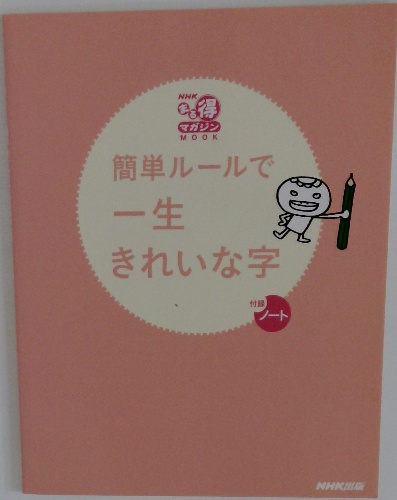 NHK
まる得
マガジン
MOOK
簡単ルールで
一生
きれいな字
付録
ノート
NHK出版